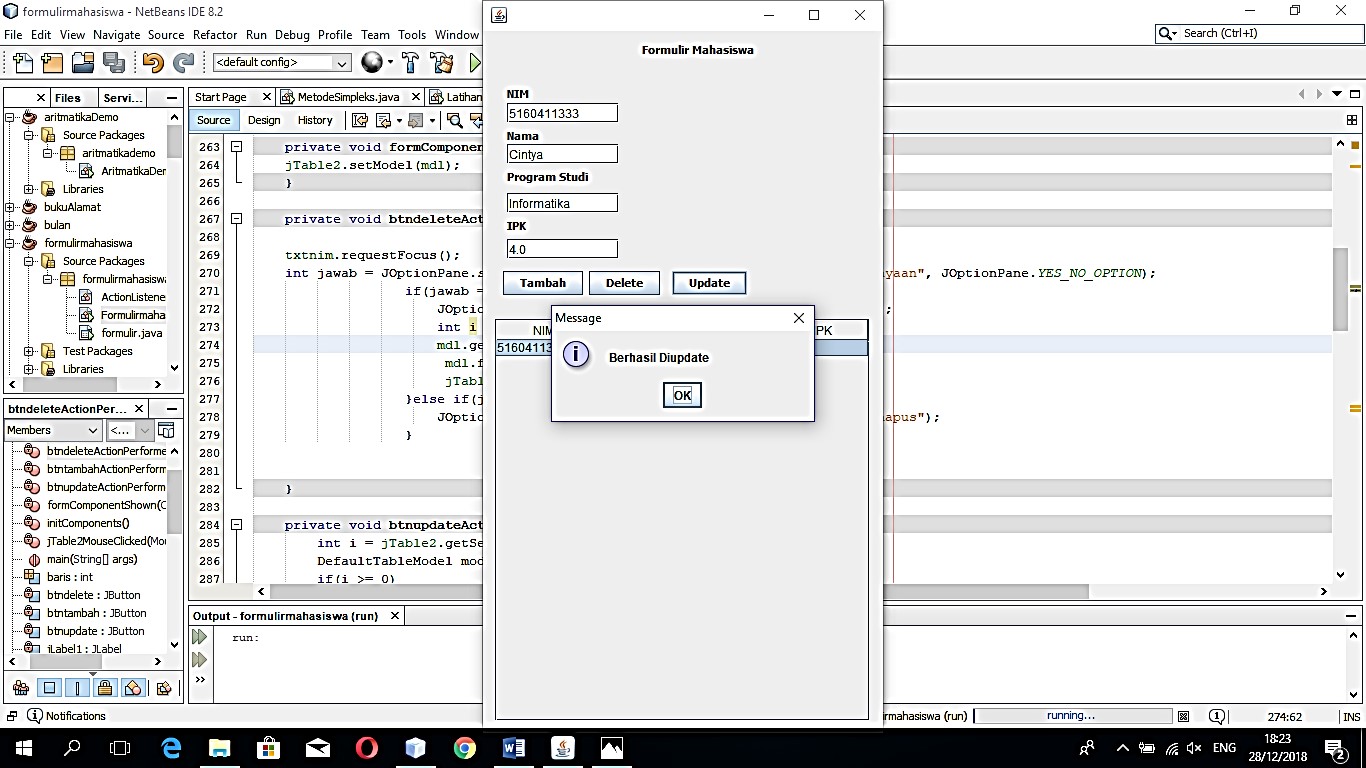 formulirmahasiswa - NetBeans IDE 8.2
File Edit View Navigate Source Refactor Run Debug Profile Team Tools Window
Search (Ctrl+I)
<default config>
Files Servi...
aritmatikaDemo
Source Packages
aritmatikademo
AritmatikaDer
Libraries
bukuAlamat
bulan
formulirmahasiswa
Source Packages
formulirmahasisw
ActionListene
Formulirmaha
formulir.java
Test Packages
Libraries
btndeleteActionPer...
Members <...
btndeleteActionPerforme
btntambahActionPerform
btnupdateActionPerform
formComponentShown(C
initComponents()
jTable2MouseClicked(Mou
main(String[] args)
baris : int
btndelete : JButton
btntambah : JButton
btnupdate : JButton
jLabel1 : JLabel
Start Page MetodeSimpleks.java Latihan
Source Design History
263 private void formComponen
264 jTable2.setModel(mdl);
265 }
266
267 private void btndeleteAct
268
269 txtnim.requestFocus();
270 int jawab = JOptionPane.s yaan", JOptionPane.YES_NO_OPTION);
271 if(jawab =
272 JOptio ;
273 int i
274 mdl.ge
275 mdl.f
276 jTabl
277 }else if(j
278 JOptio apus");
279 }
280
281
282 }
283
284 private void btnupdateAct
285 int i = jTable2.getSe
286 DefaultTableModel mod
287 if(i >= 0)
Formulir Mahasiswa
NIM
5160411333
Nama
Cintya
Program Studi
Informatika
IPK
4.0
Tambah Delete Update
NIM PK
51604113
Message
Berhasil Diupdate
OK
Output - formulirmahasiswa (run)
run:
Notifications
rmahasiswa (run) running... 274:62 INS
ENG
18:23
28/12/2018
2